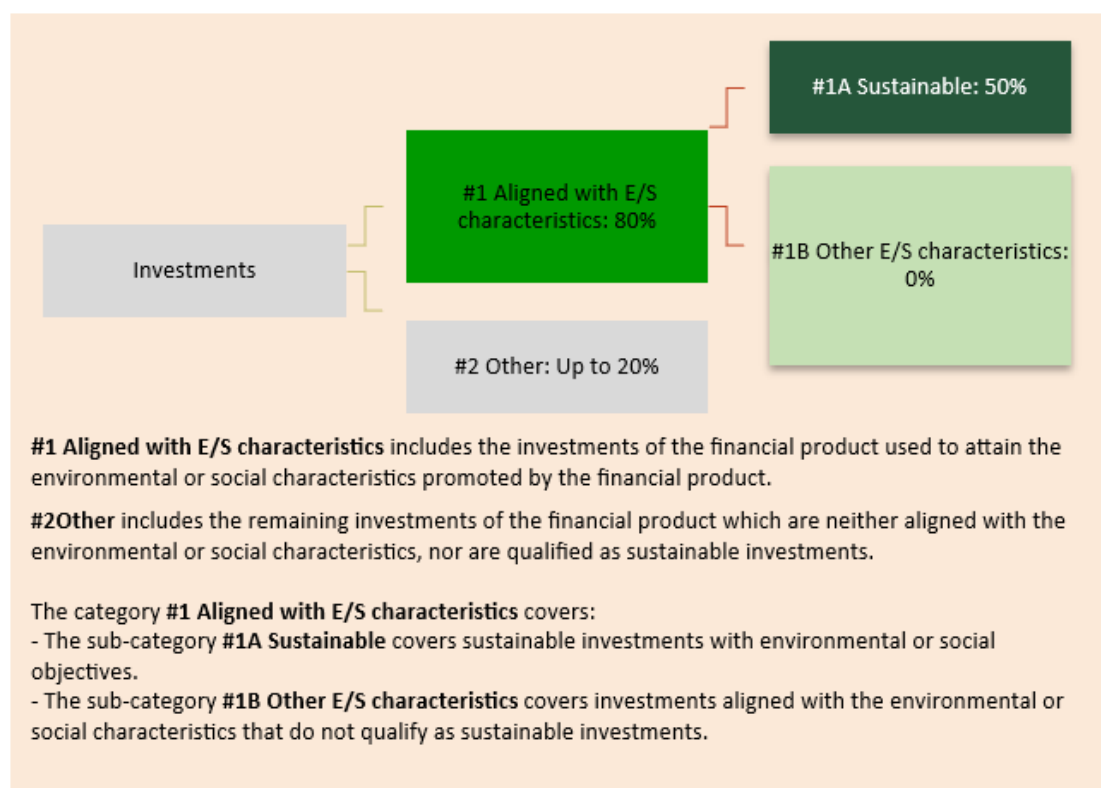 #1A Sustainable: 50%
#1 Aligned with E/S
characteristics: 80%
#1B Other E/S characteristics:
0%
Investments
#2 Other: Up to 20%
#1 Aligned with E/S characteristics includes the investments of the financial product used to attain the
environmental or social characteristics promoted by the financial product.
#2Other includes the remaining investments of the financial product which are neither aligned with the
environmental or social characteristics, nor are qualified as sustainable investments.
The category #1 Aligned with E/S characteristics covers:
- The sub-category #1A Sustainable covers sustainable investments with environmental or social
objectives.
- The sub-category #1B Other E/S characteristics covers investments aligned with the environmental or
social characteristics that do not qualify as sustainable investments.